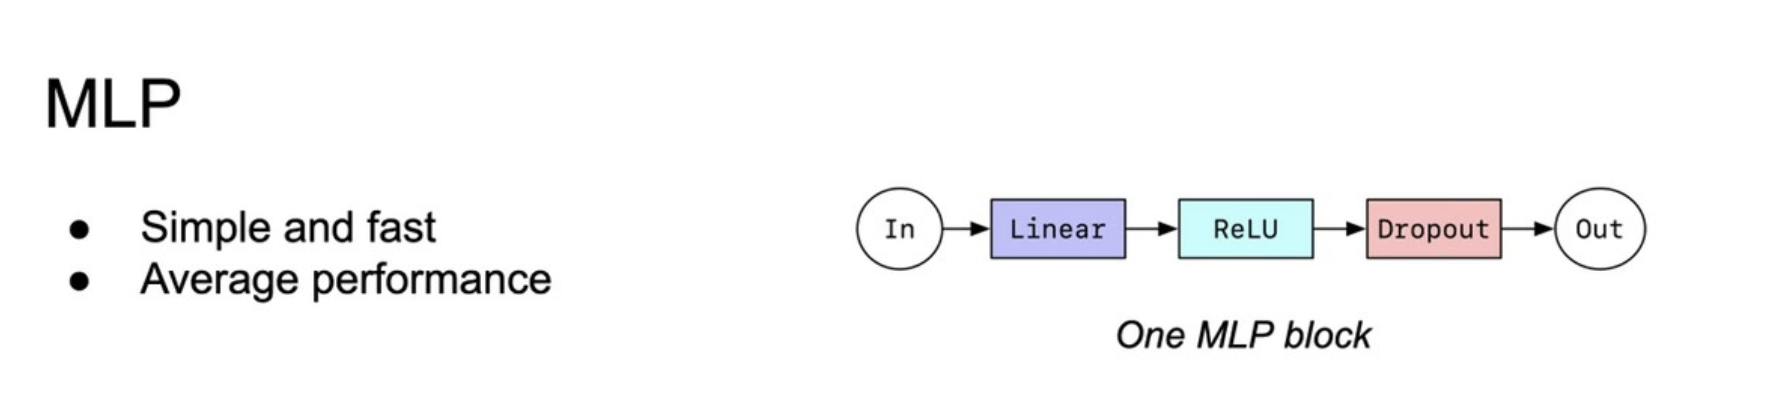 MLP
● Simple and fast
● Average performance
In Linear ReLU Dropout Out
One MLP block